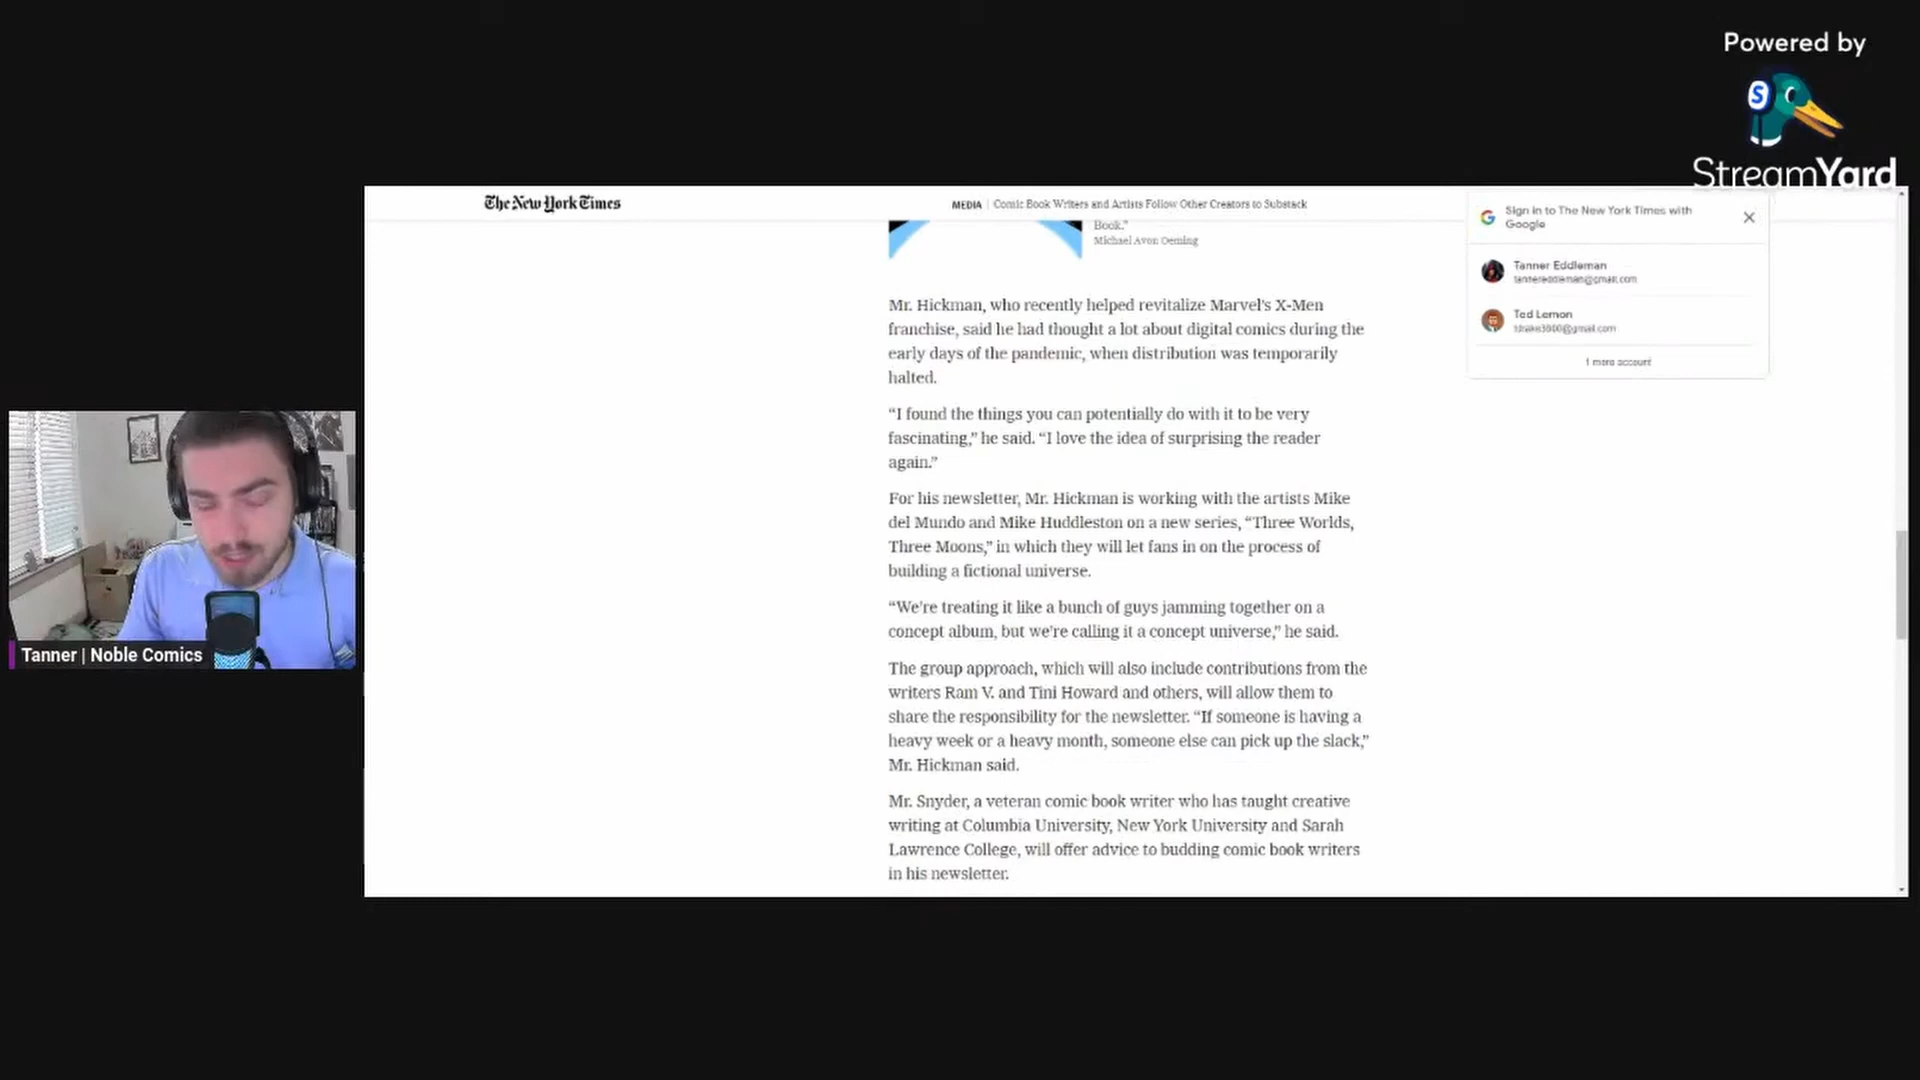 Powered by
StreamYard
The New York Times
MEDIA | Comic Book Writers and Artists Follow Other Creators to Substack
Sign in to The New York Times with
Google
Tanner Eddleman
tannereddleman@gmail.com
Ted Lemon
1 more account
Book."
Michael Avon Oeming
Mr. Hickman, who recently helped revitalize Marvel's X-Men
franchise, said he had thought a lot about digital comics during the
early days of the pandemic, when distribution was temporarily
halted.
“I found the things you can potentially do with it to be very
fascinating,” he said. “I love the idea of surprising the reader
again.”
For his newsletter, Mr. Hickman is working with the artists Mike
del Mundo and Mike Huddleston on a new series, “Three Worlds,
Three Moons,” in which they will let fans in on the process of
building a fictional universe.
“We’re treating it like a bunch of guys jamming together on a
concept album, but we’re calling it a concept universe,” he said.
The group approach, which will also include contributions from the
writers Ram V. and Tini Howard and others, will allow them to
share the responsibility for the newsletter. “If someone is having a
heavy week or a heavy month, someone else can pick up the slack,”
Mr. Hickman said.
Mr. Snyder, a veteran comic book writer who has taught creative
writing at Columbia University, New York University and Sarah
Lawrence College, will offer advice to budding comic book writers
in his newsletter.
Tanner | Noble Comics